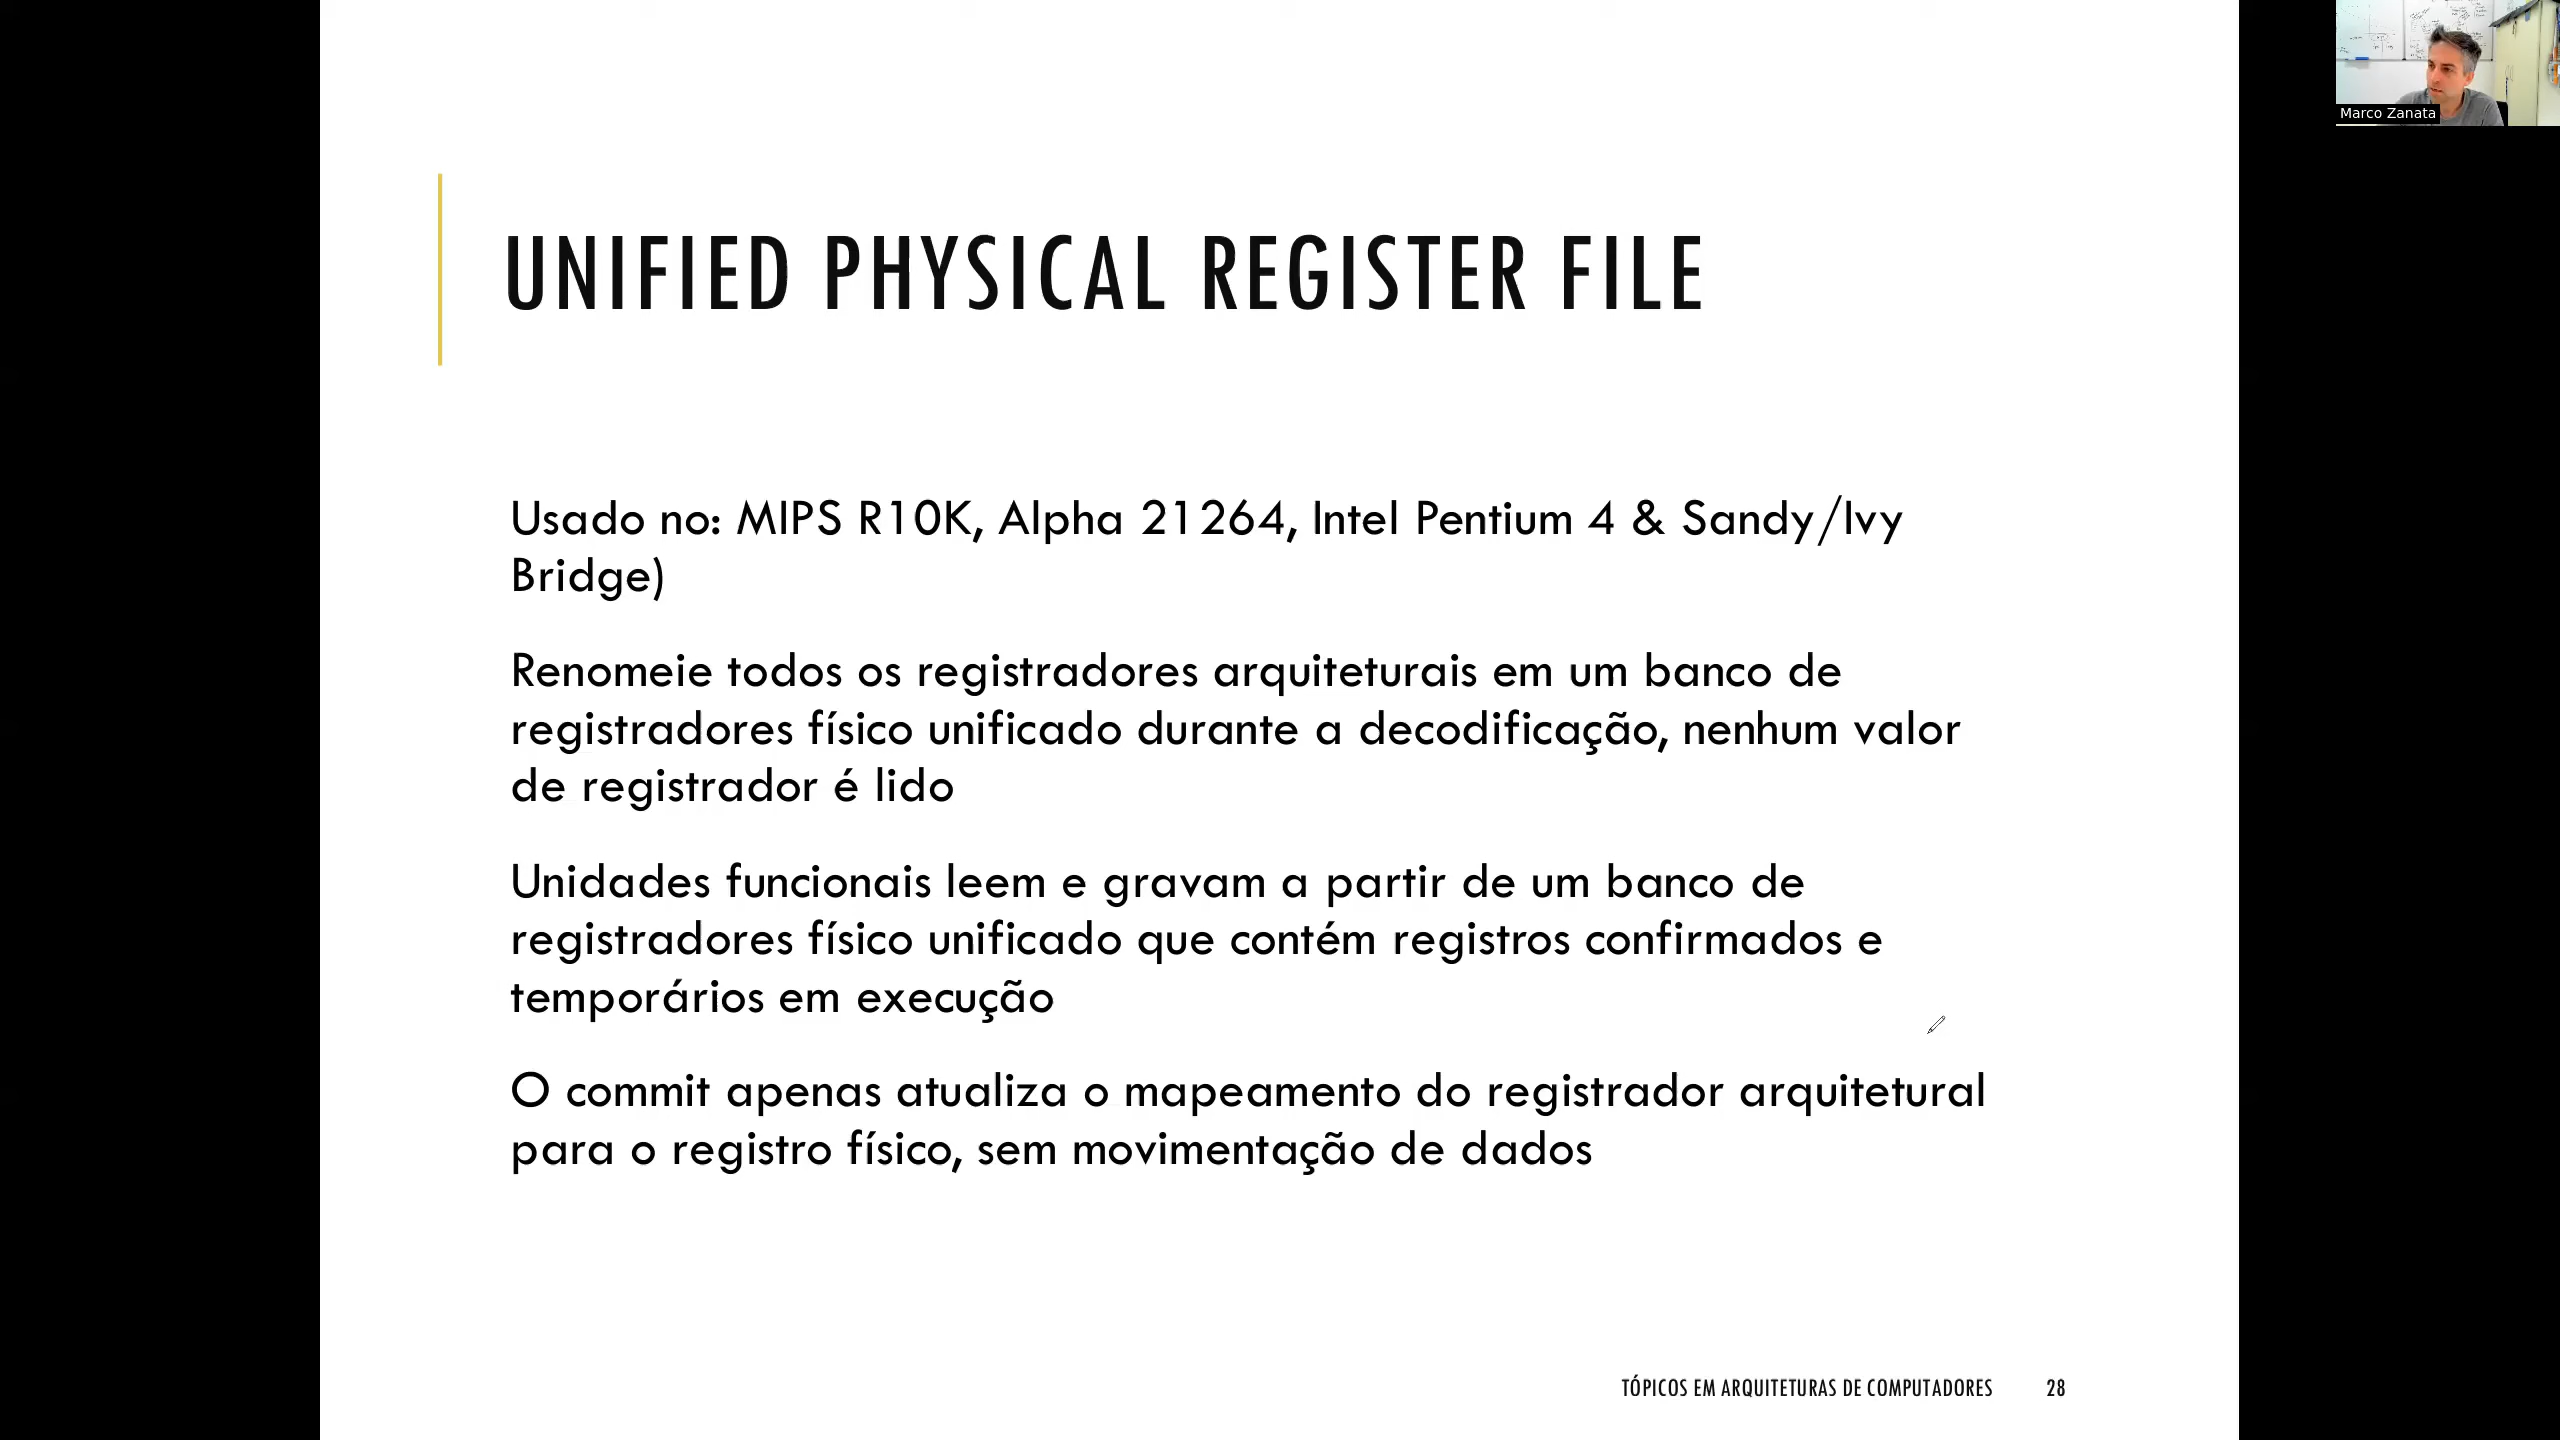 Marco Zanata
UNIFIED PHYSICAL REGISTER FILE
Usado no: MIPS R10K, Alpha 21264, Intel Pentium 4 & Sandy/Ivy
Bridge)
Renomeie todos os registradores arquiteturais em um banco de
registradores físico unificado durante a decodificação, nenhum valor
de registrador é lido
Unidades funcionais leem e gravam a partir de um banco de
registradores físico unificado que contém registros confirmados e
temporários em execução
O commit apenas atualiza o mapeamento do registrador arquitetural
para o registro físico, sem movimentação de dados
TÓPICOS EM ARQUITETURAS DE COMPUTADORES 28